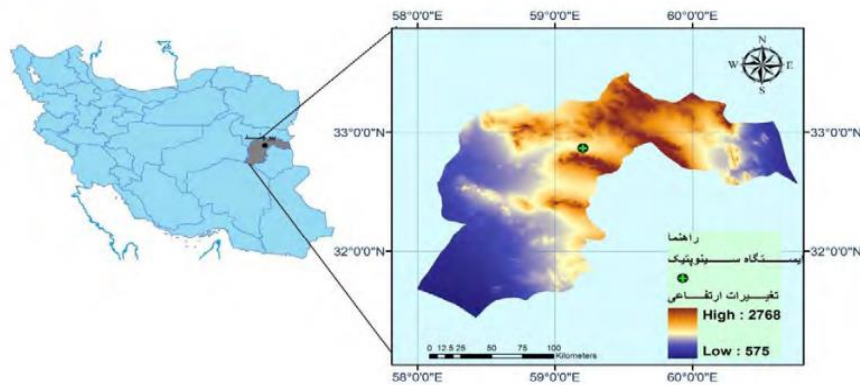 58°0'0"E 59°0'0"E 60°0'0"E
N
W E
S
33°0'0"N 33°0'0"N
32°0'0"N 32°0'0"N
راهنما
ایستگاه سینوپتیک
تغییرات ارتفاعی
High : 2768
Low : 575
0 12.5 25 50 75 100
Kilometers
58°0'0"E 59°0'0"E 60°0'0"E